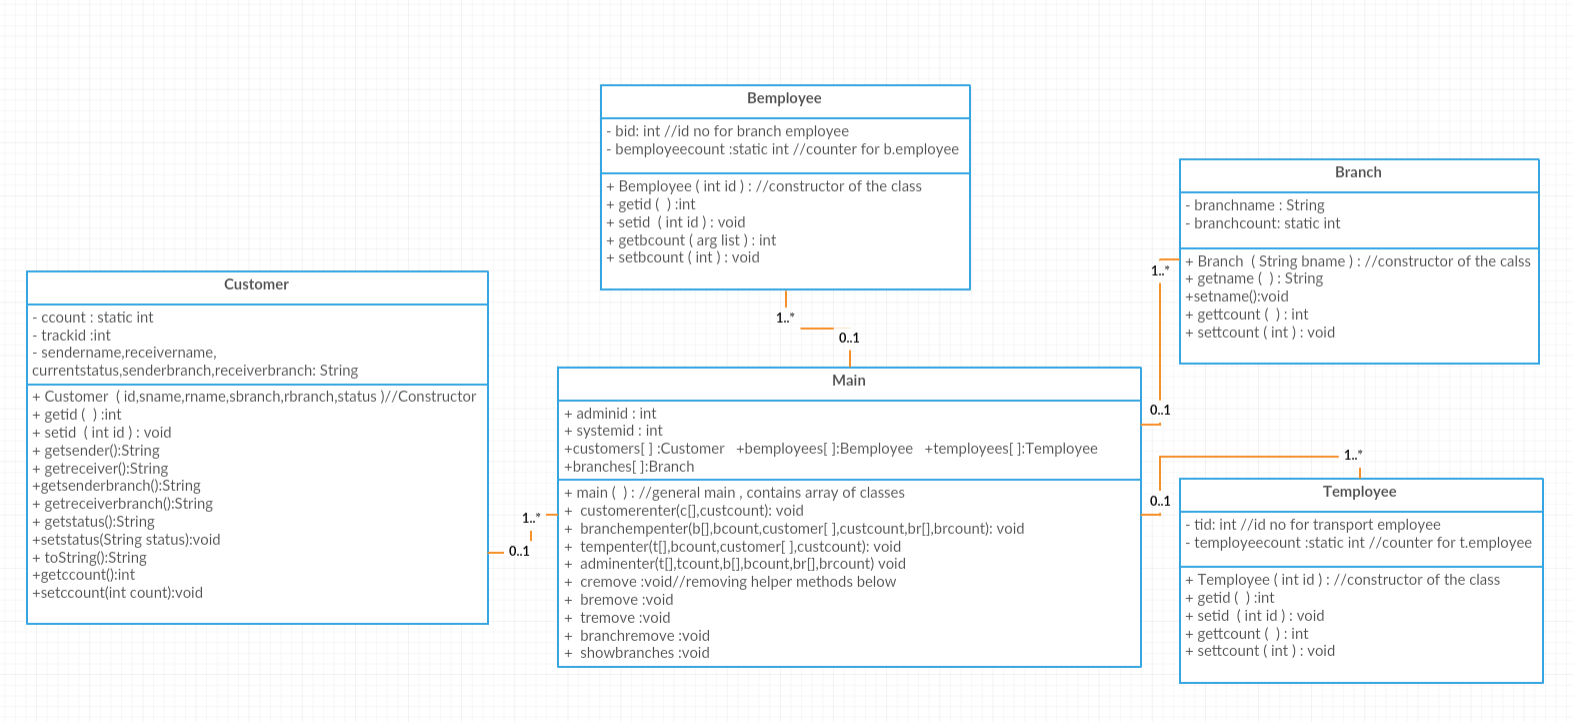 Bemployee
- bid: int //id no for branch employee
- bemployeecount :static int //counter for b.employee
+ Bemployee ( int id ) : //constructor of the class
+ getid (  ) :int
+ setid  ( int id ) : void
+ getbcount ( arg list ) : int
+ setbcount ( int ) : void
1..*
0..1
Customer
- ccount : static int
- trackid :int
- sendername,receivername,
currentstatus,senderbranch,receiverbranch: String
+ Customer  ( id,sname,rname,sbranch,rbranch,status )//Constructor
+ getid (  ) :int
+ setid  ( int id ) : void
+ getsender():String
+ getreceiver():String
+getsenderbranch():String
+ getreceiverbranch():String
+ getstatus():String
+setstatus(String status):void
+ toString():String
+getccount():int
+setccount(int count):void
1..*
0..1
Main
+ adminid : int
+ systemid : int
+customers[ ] :Customer   +bemployees[ ]:Bemployee   +temployees[ ]:Temployee
+branches[ ]:Branch
+ main (  ) : //general main , contains array of classes
+  customerenter(c[],custcount): void
+  branchempenter(b[],bcount,customer[ ],custcount,br[],brcount): void
+  tempenter(t[],bcount,customer[ ],custcount): void
+  adminenter(t[],tcount,b[],bcount,br[],brcount) void
+  cremove :void//removing helper methods below
+  bremove :void
+  tremove :void
+  branchremove :void
+  showbranches :void
Branch
- branchname : String
- branchcount: static int
+ Branch  ( String bname ) : //constructor of the calss
+ getname (  ) : String
+setname():void
+ gettcount (  ) : int
+ settcount ( int ) : void
1..*
0..1
1..*
0..1
Temployee
- tid: int //id no for transport employee
- temployeecount :static int //counter for t.employee
+ Temployee ( int id ) : //constructor of the class
+ getid (  ) :int
+ setid  ( int id ) : void
+ gettcount (  ) : int
+ settcount ( int ) : void